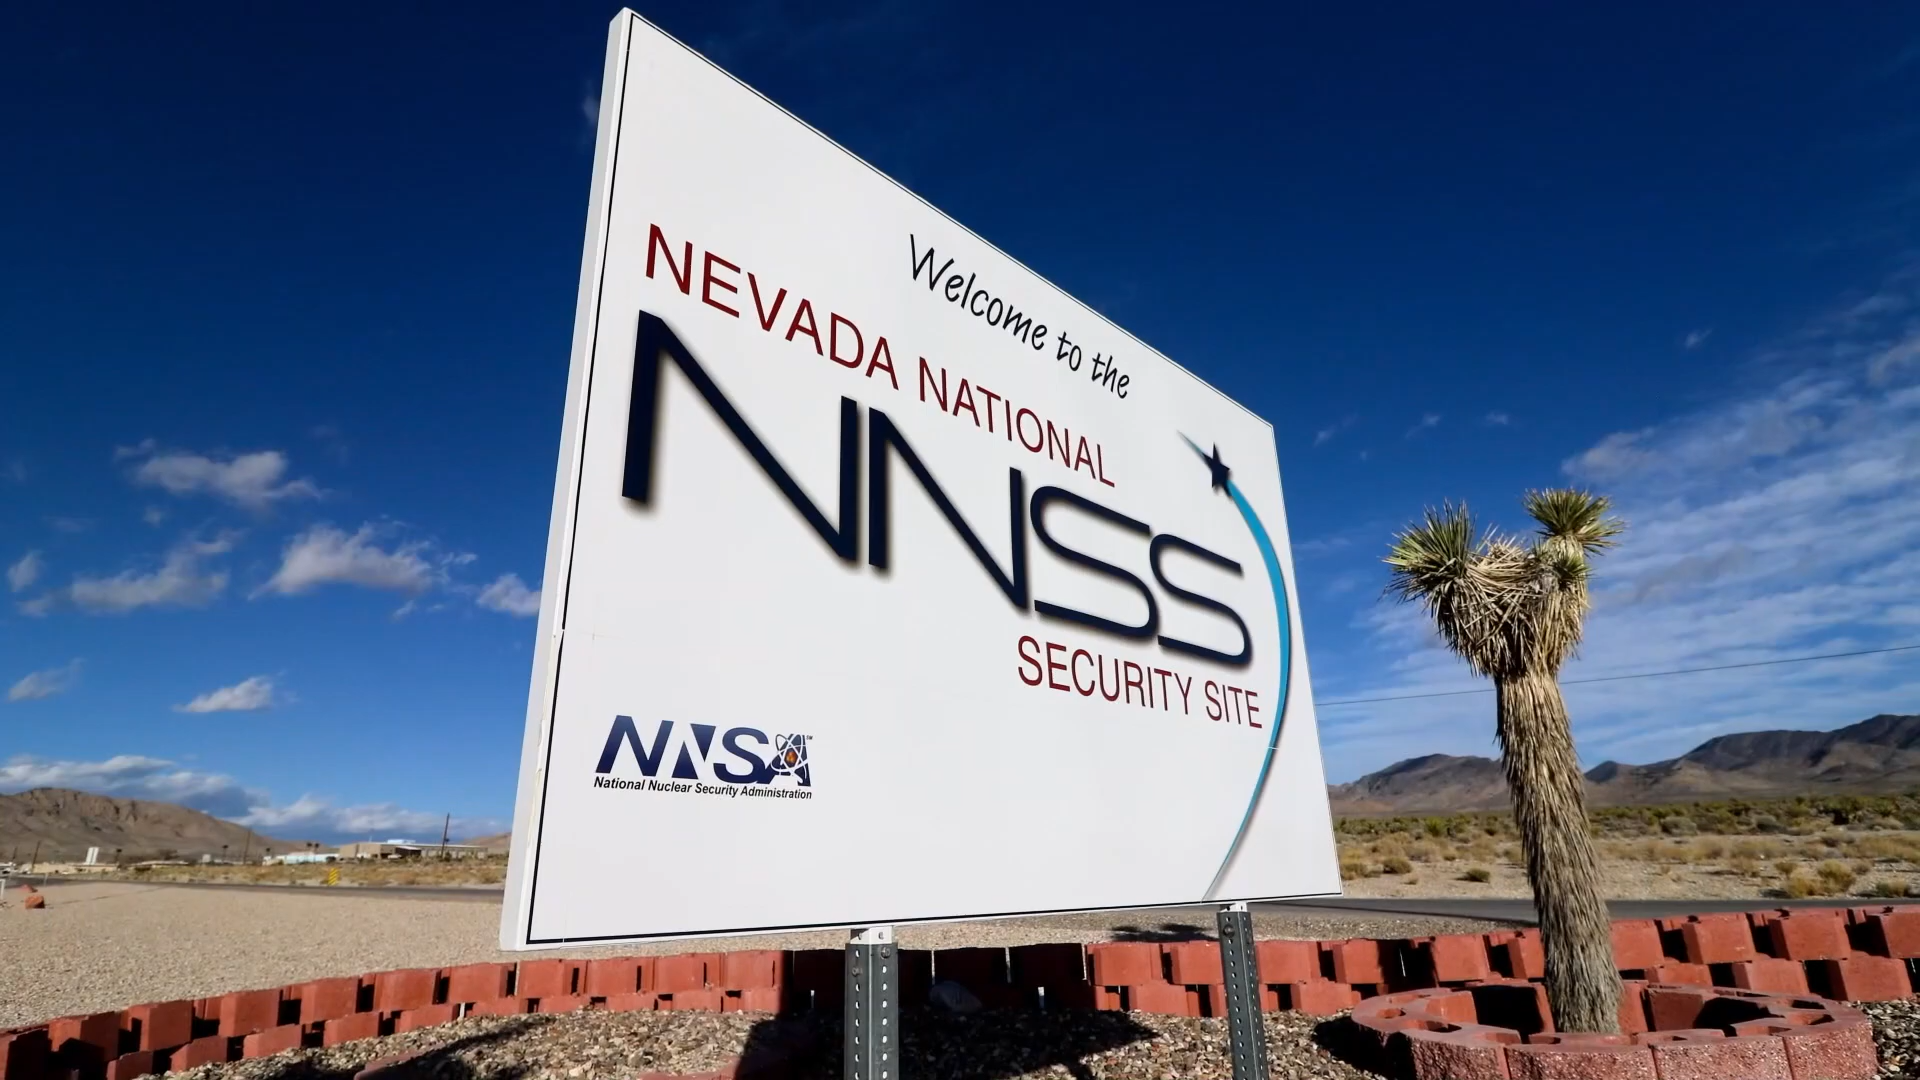 Welcome to the
NEVADA NATIONAL
NNSS
SECURITY SITE
NNSA
National Nuclear Security Administration